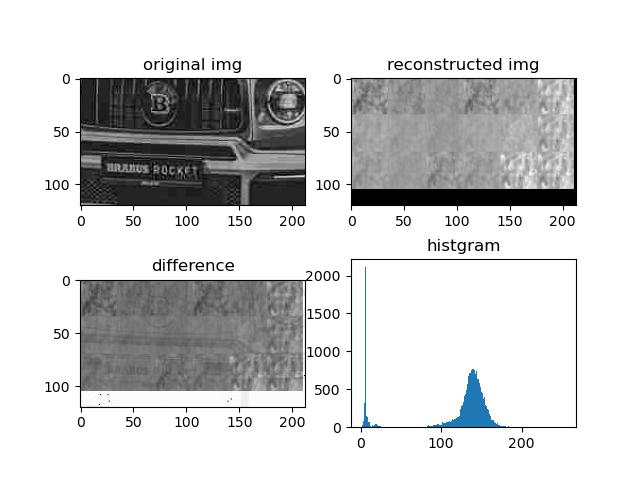 original img
reconstructed img
0
50
100
0 50 100 150 200
B
BRABUS ROCKET
0
50
100
0 50 100 150 200
difference
0
50
100
0 50 100 150 200
histgram
2000
1500
1000
500
0
0 100 200